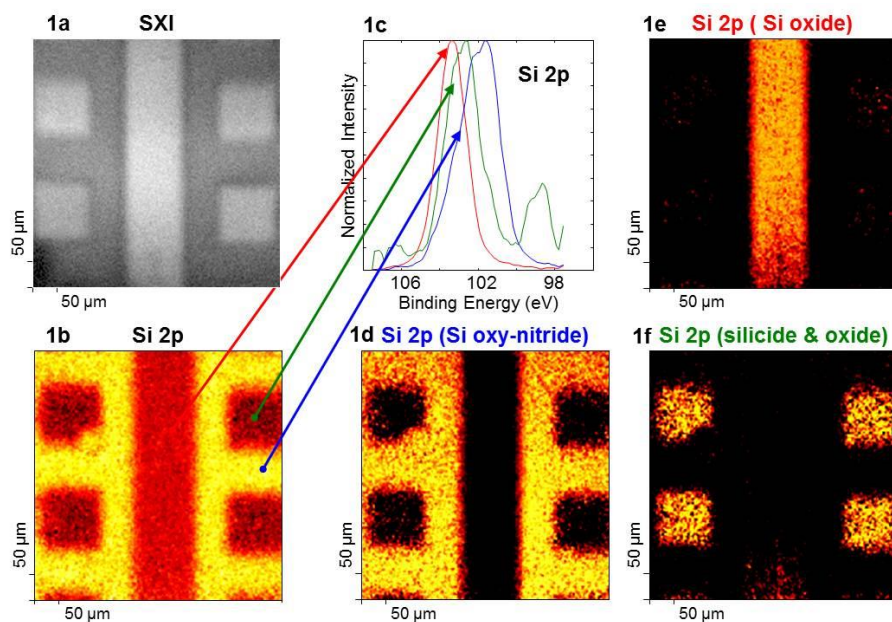 1a SXI
50 µm
50 µm
1c
Si 2p
Normalized Intensity
106 102 98
Binding Energy (eV)
1e Si 2p ( Si oxide)
50 µm
50 µm
1b Si 2p
50 µm
50 µm
1d Si 2p (Si oxy-nitride)
50 µm
1f Si 2p (silicide & oxide)
50 µm
50 µm